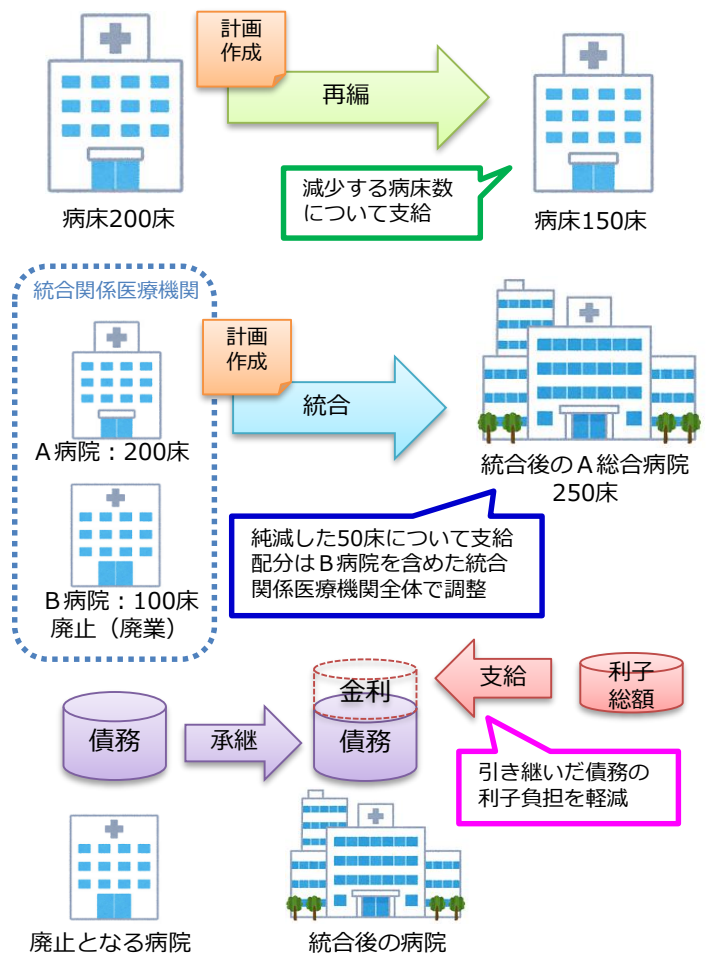 計画
作成
再編
減少する病床数
について支給
病床200床
病床150床
統合関係医療機関
計画
作成
統合
A病院：200床
統合後のA総合病院
250床
純減した50床について支給
配分はB病院を含めた統合
関係医療機関全体で調整
B病院：100床
廃止（廃業）
債務
承継
金利
債務
支給
利子
総額
引き継いだ債務の
利子負担を軽減
廃止となる病院
統合後の病院